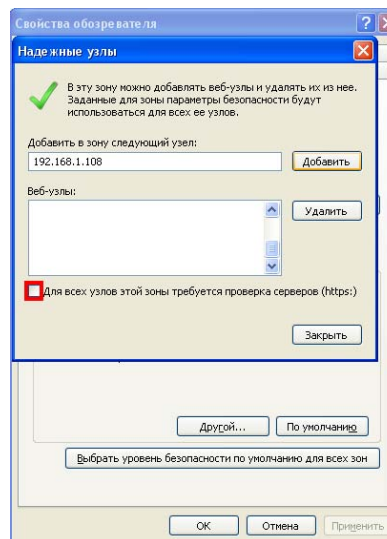 Свойства обозревателя
Надежные узлы
В эту зону можно добавлять веб-узлы и удалять их из нее.
Заданные для зоны параметры безопасности будут
использоваться для всех ее узлов.
Добавить в зону следующий узел:
192.168.1.108
Добавить
Веб-узлы:
Удалить
Для всех узлов этой зоны требуется проверка серверов (https:)
Закрыть
Другой...
По умолчанию
Выбрать уровень безопасности по умолчанию для всех зон
OK
Отмена
Применить